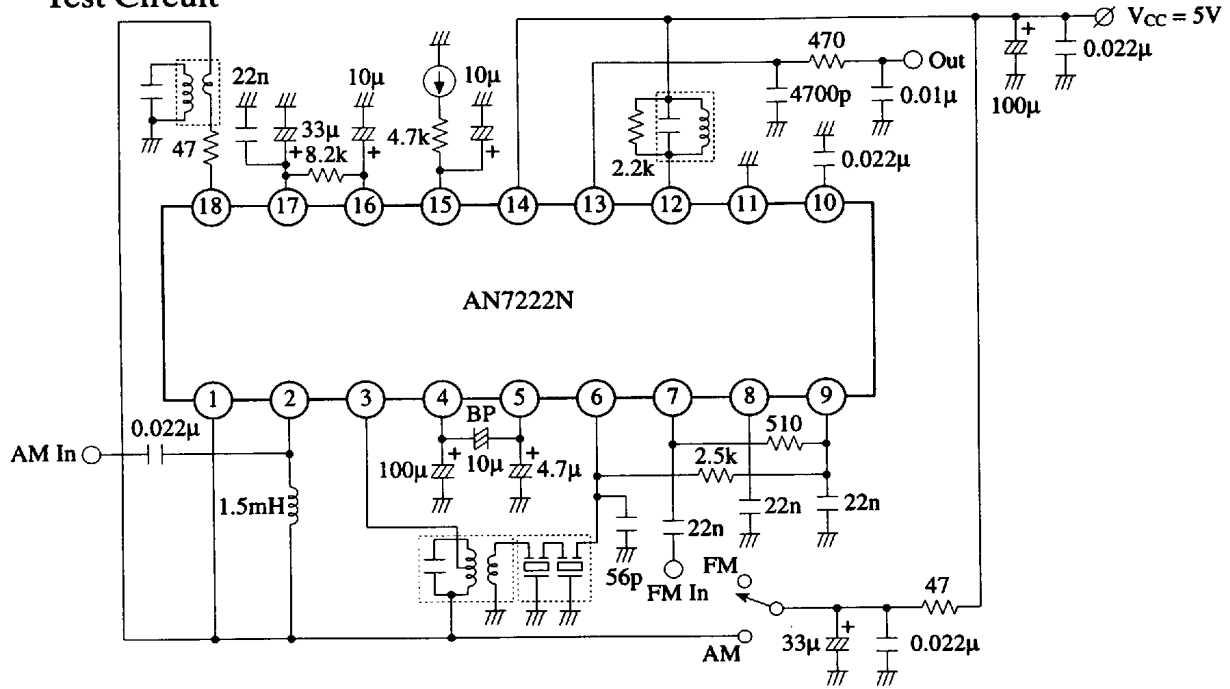 Test Circuit
VCC = 5V
470
Out
0.022μ
22n
10μ
10μ
4700p
0.01μ
100μ
47
33μ
8.2k
4.7k
2.2k
0.022μ
18
17
16
15
14
13
12
11
10
AN7222N
1
2
3
4
5
6
7
8
9
0.022μ
BP
510
AM In
100μ
10μ
4.7μ
2.5k
1.5mH
22n
22n
22n
56p
FM In
FM
47
AM
33μ
0.022μ